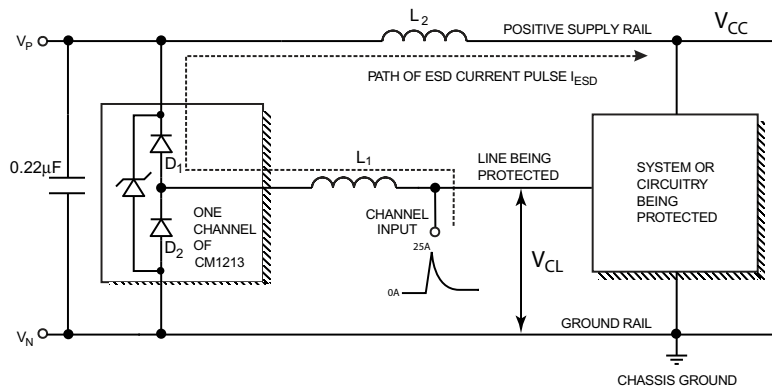 L2
POSITIVE SUPPLY RAIL
VCC
VP
PATH OF ESD CURRENT PULSE IESD
0.22μF
D1
L1
LINE BEING
PROTECTED
SYSTEM OR
CIRCUITRY
BEING
PROTECTED
ONE
CHANNEL
OF
CM1213
D2
CHANNEL
INPUT
25A
0A
VCL
VN
GROUND RAIL
CHASSIS GROUND